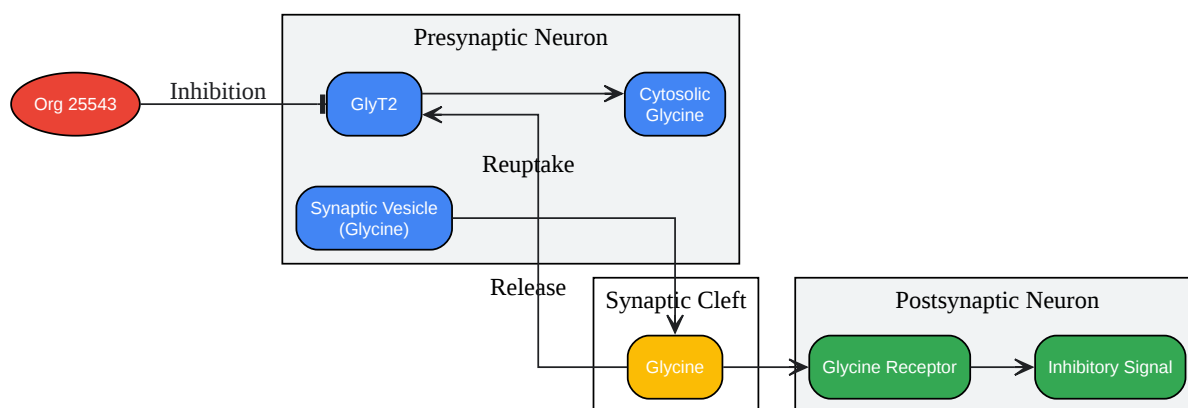 Presynaptic Neuron
Org 25543
Inhibition
GlyT2
Cytosolic
Glycine
Reuptake
Synaptic Vesicle
(Glycine)
Release
Synaptic Cleft
Postsynaptic Neuron
Glycine
Glycine Receptor
Inhibitory Signal